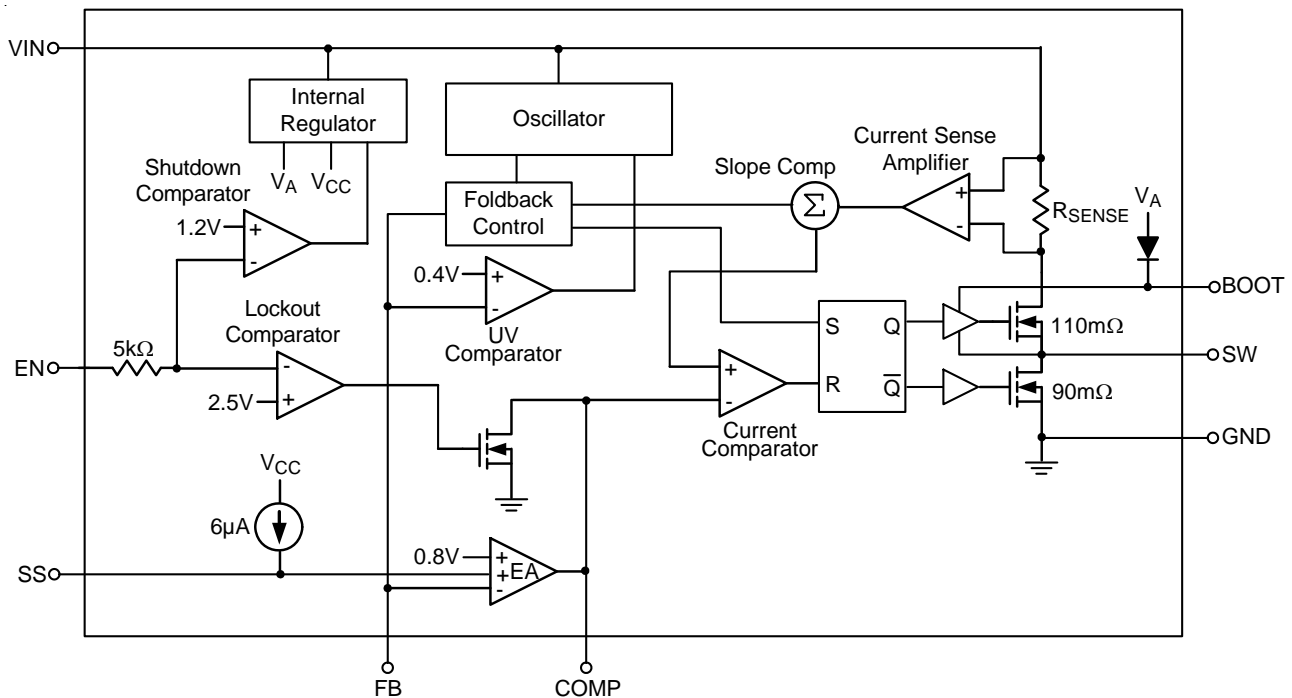 VIN
Internal
Regulator
Oscillator
Shutdown
Comparator
VA
VCC
Foldback
Control
Slope Comp
Current Sense
Amplifier
Σ
+
-
RSENSE
VA
1.2V
+
-
0.4V
+
-
UV
Comparator
BOOT
Lockout
Comparator
S
Q
110mΩ
5kΩ
EN
-
2.5V
+
+
-
R
Q̅
SW
90mΩ
Current
Comparator
GND
VCC
6µA
0.8V
+
+
EA
-
SS
FB
COMP